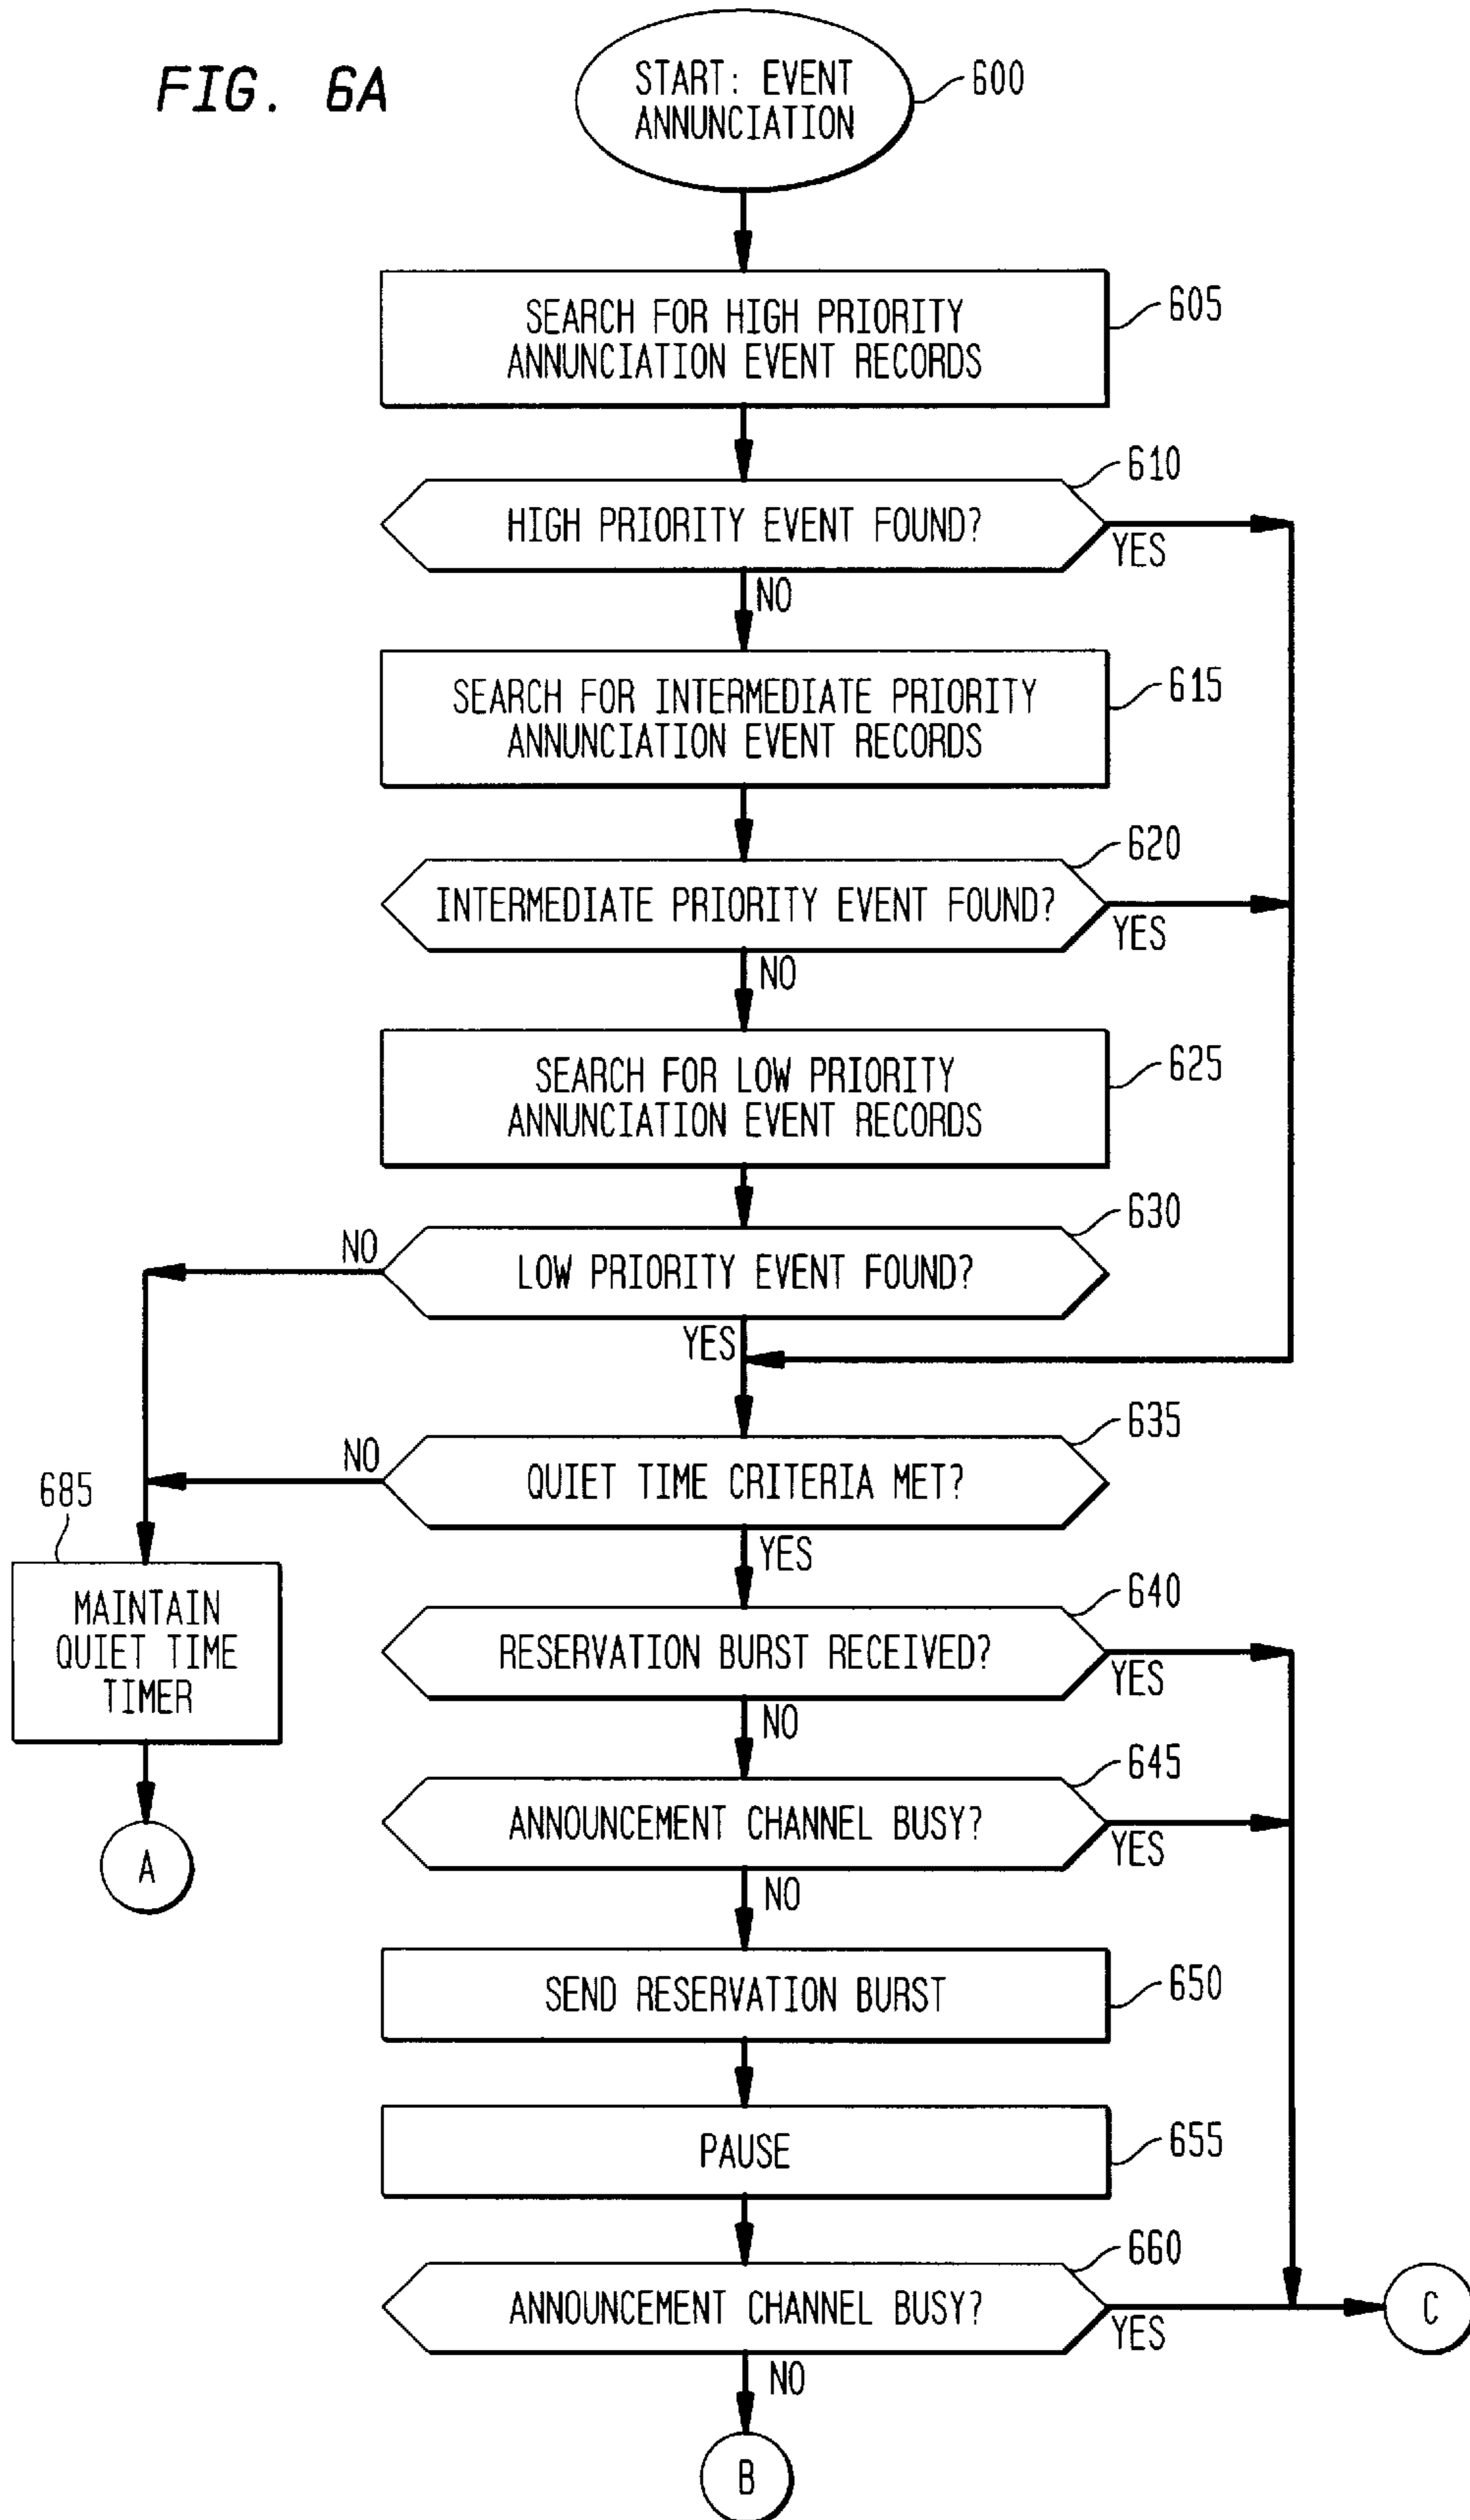 FIG. 6A
START: EVENT
ANNUNCIATION
600
SEARCH FOR HIGH PRIORITY
ANNUNCIATION EVENT RECORDS
605
HIGH PRIORITY EVENT FOUND?
610
YES
NO
SEARCH FOR INTERMEDIATE PRIORITY
ANNUNCIATION EVENT RECORDS
615
INTERMEDIATE PRIORITY EVENT FOUND?
620
YES
NO
SEARCH FOR LOW PRIORITY
ANNUNCIATION EVENT RECORDS
625
LOW PRIORITY EVENT FOUND?
630
NO
YES
QUIET TIME CRITERIA MET?
635
NO
YES
685
MAINTAIN
QUIET TIME
TIMER
A
RESERVATION BURST RECEIVED?
640
YES
NO
ANNOUNCEMENT CHANNEL BUSY?
645
YES
NO
SEND RESERVATION BURST
650
PAUSE
655
ANNOUNCEMENT CHANNEL BUSY?
660
YES
C
NO
B